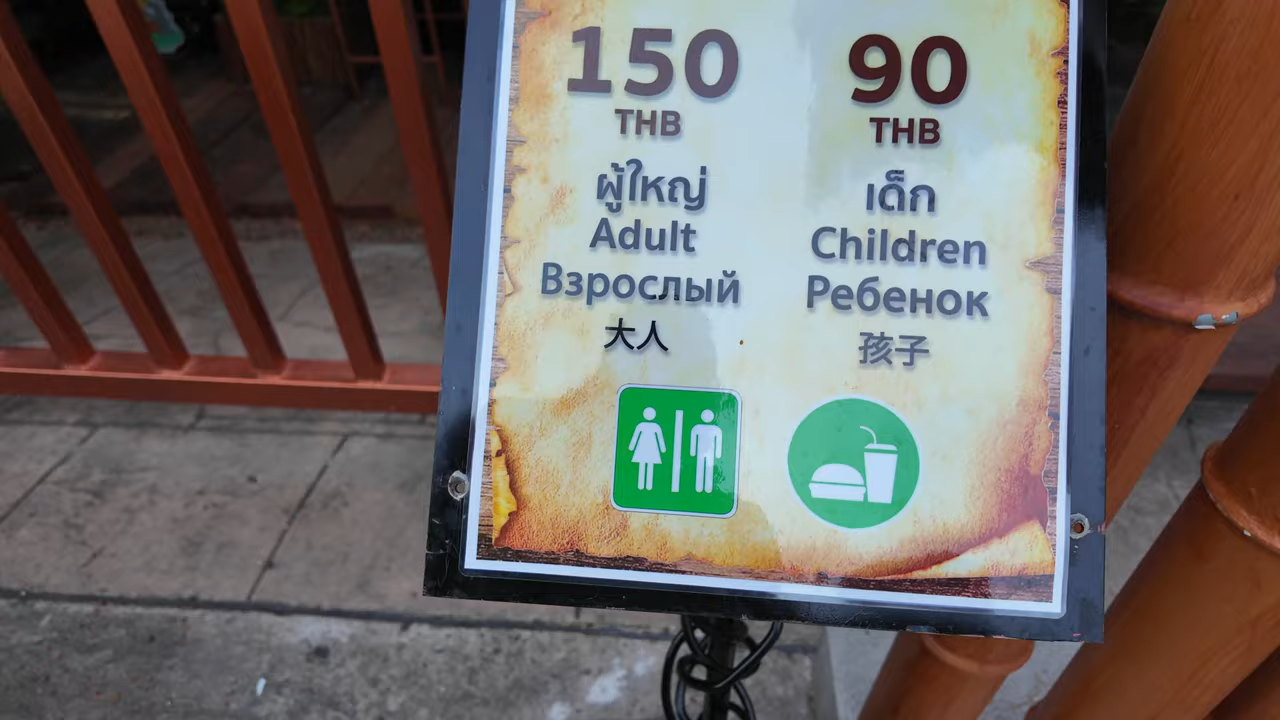 150
THB
ผู้ใหญ่
Adult
Взрослый
大人
90
THB
เด็ก
Children
Ребенок
孩子